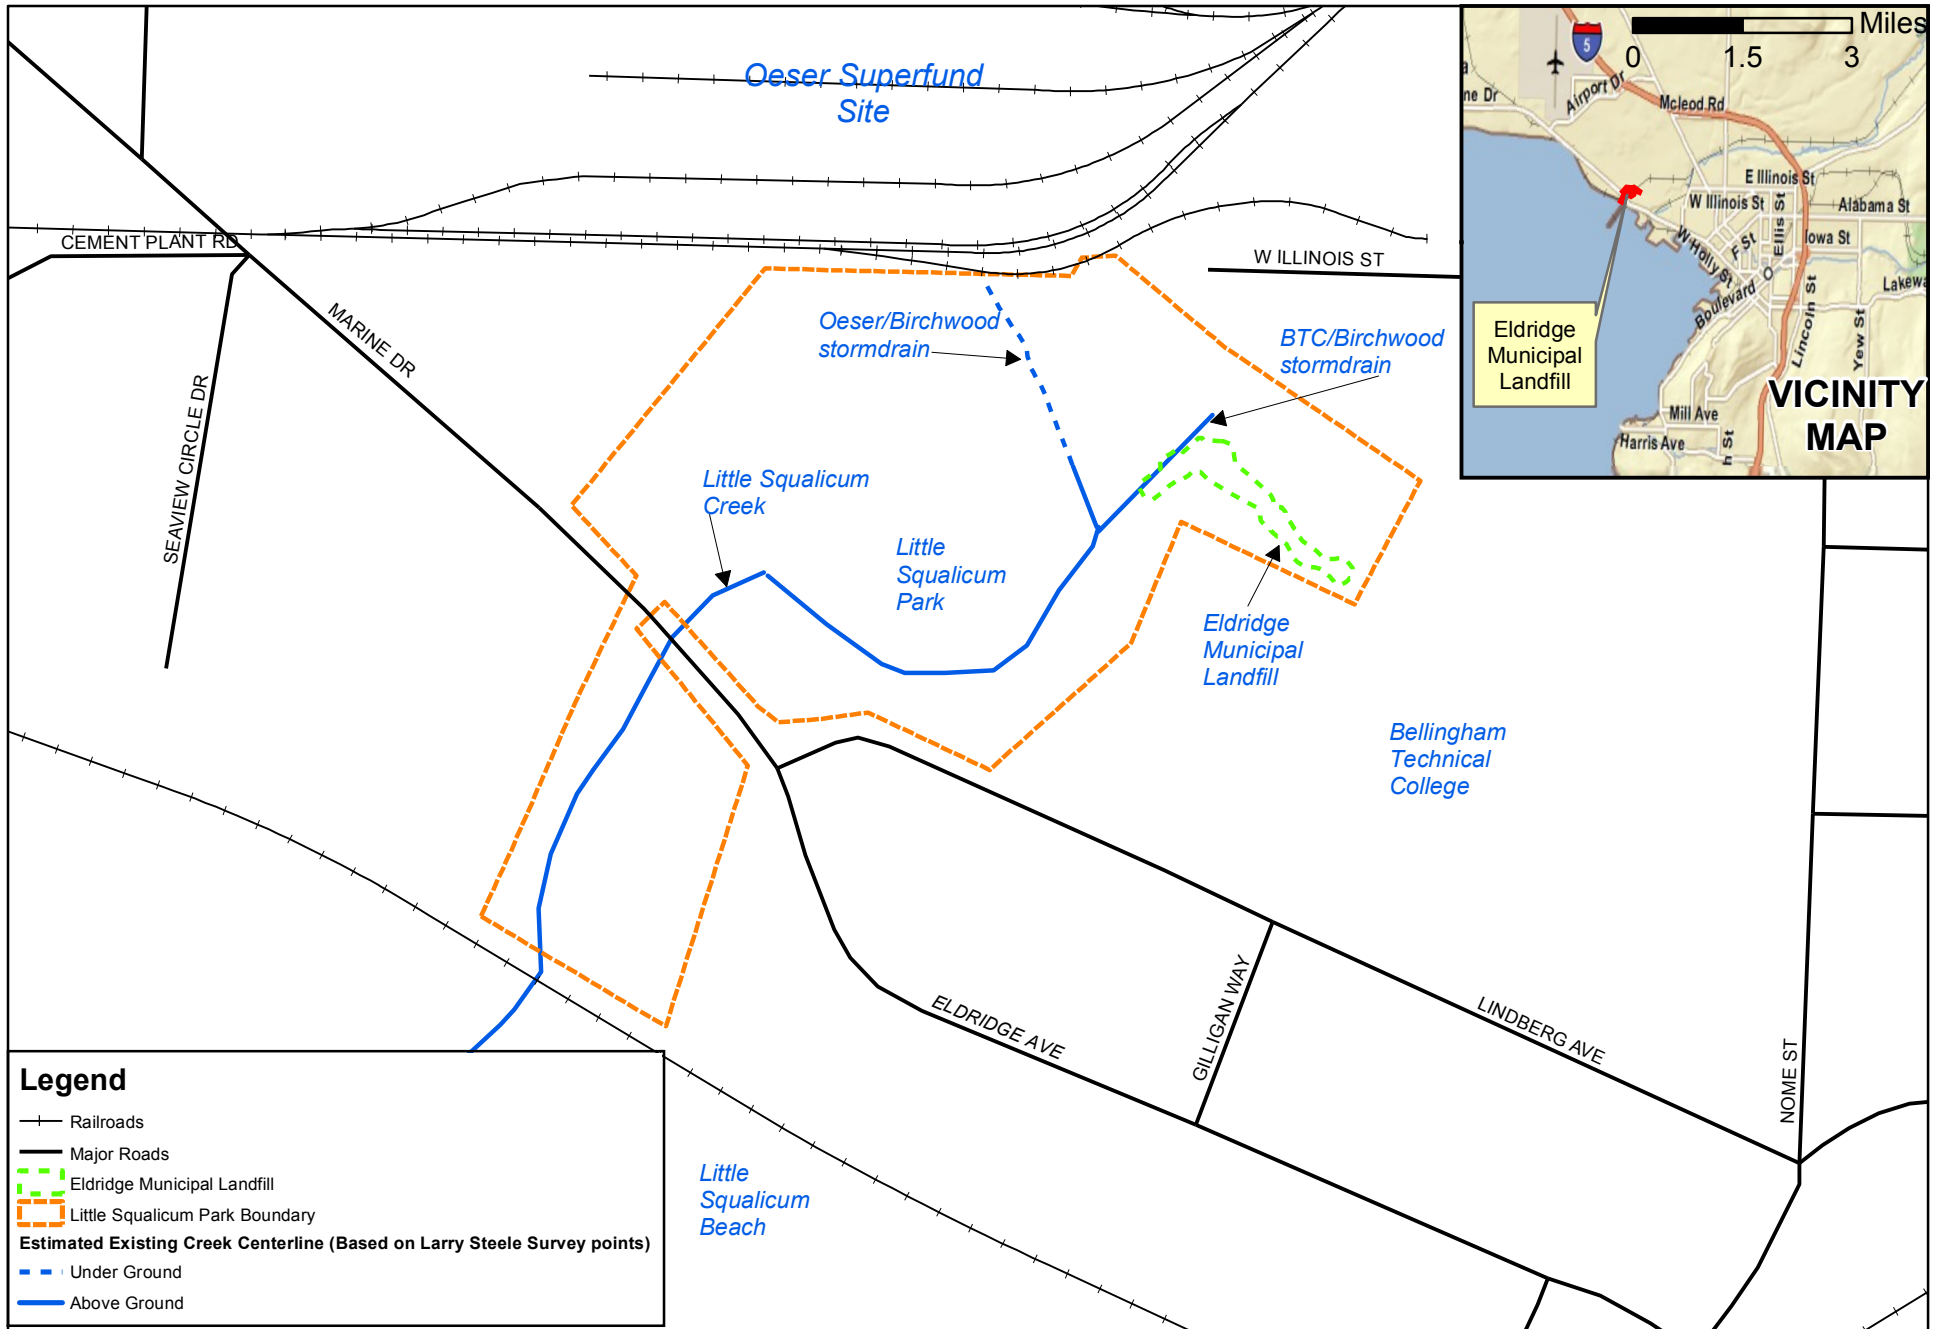 Oeser Superfund
Site
CEMENT PLANT RD
MARINE DR
SEAVIEW CIRCLE DR
W ILLINOIS ST
Oeser/Birchwood
stormdrain
BTC/Birchwood
stormdrain
Little Squalicum
Creek
Little
Squalicum
Park
Eldridge
Municipal
Landfill
Bellingham
Technical
College
ELDRIDGE AVE
GILLIGAN WAY
LINDBERG AVE
NOME ST
Little
Squalicum
Beach
Miles
0 1.5 3
5
ne Dr
Airport Dr
Mcleod Rd
E Illinois St
W Illinois St
Alabama St
Ellis St
F St
Iowa St
W Holly St
Lakewa
Boulevard
Lincoln St
Yew St
Mill Ave
Harris Ave
h St
Eldridge
Municipal
Landfill
VICINITY
MAP
Legend
Railroads
Major Roads
Eldridge Municipal Landfill
Little Squalicum Park Boundary
Estimated Existing Creek Centerline (Based on Larry Steele Survey points)
Under Ground
Above Ground